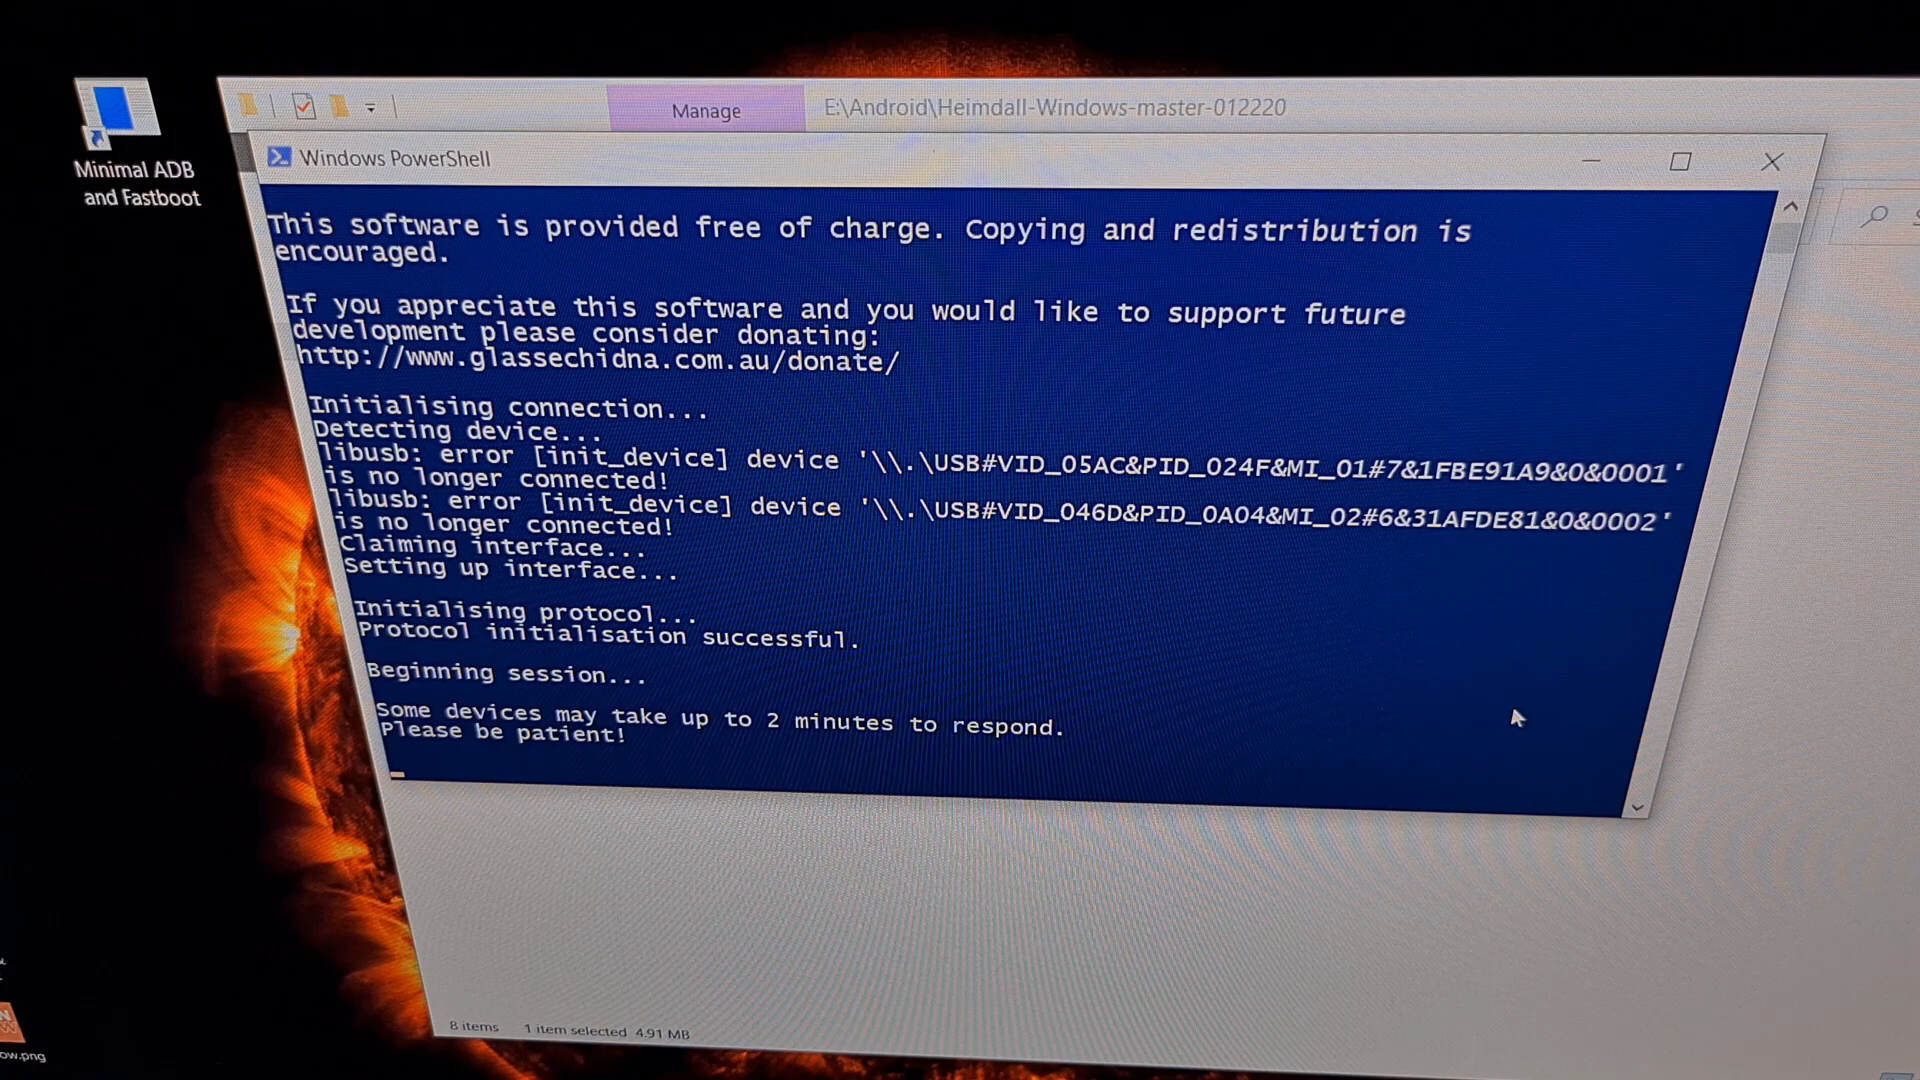 Minimal ADB
and Fastboot
Manage
E:\Android\Heimdall-Windows-master-012220
Windows PowerShell
This software is provided free of charge. Copying and redistribution is
encouraged.
If you appreciate this software and you would like to support future
development please consider donating:
http://www.glassechidna.com.au/donate/
Initialising connection...
Detecting device...
libusb: error [init_device] device '\\.\USB#VID_05AC&PID_024F&MI_01#7&1FBE91A9&0&0001'
is no longer connected!
libusb: error [init_device] device '\\.\USB#VID_046D&PID_0A04&MI_02#6&31AFDE81&0&0002'
is no longer connected!
Claiming interface...
Setting up interface...
Initialising protocol...
Protocol initialisation successful.
Beginning session...
Some devices may take up to 2 minutes to respond.
Please be patient!
8 items
1 item selected 4.91 MB
ow.png